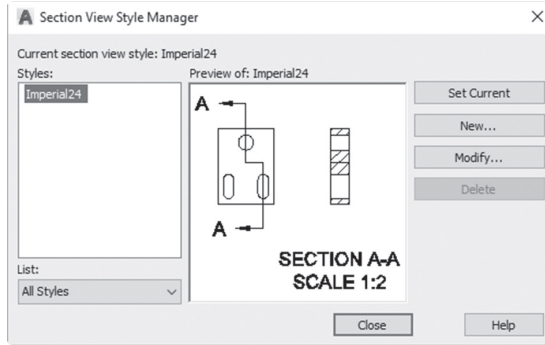 Section View Style Manager
Current section view style: Imperial24
Styles:
Preview of: Imperial24
Imperial24
A
A
SECTION A-A
SCALE 1:2
Set Current
New...
Modify...
Delete
List:
All Styles
Close
Help